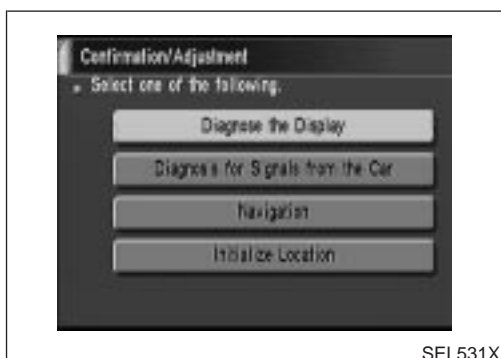 Confirmation/Adjustment
Select one of the following.
Diagnose the Display
Diagnosis for Signals from the Car
Navigation
Initialize Location
SEL531X